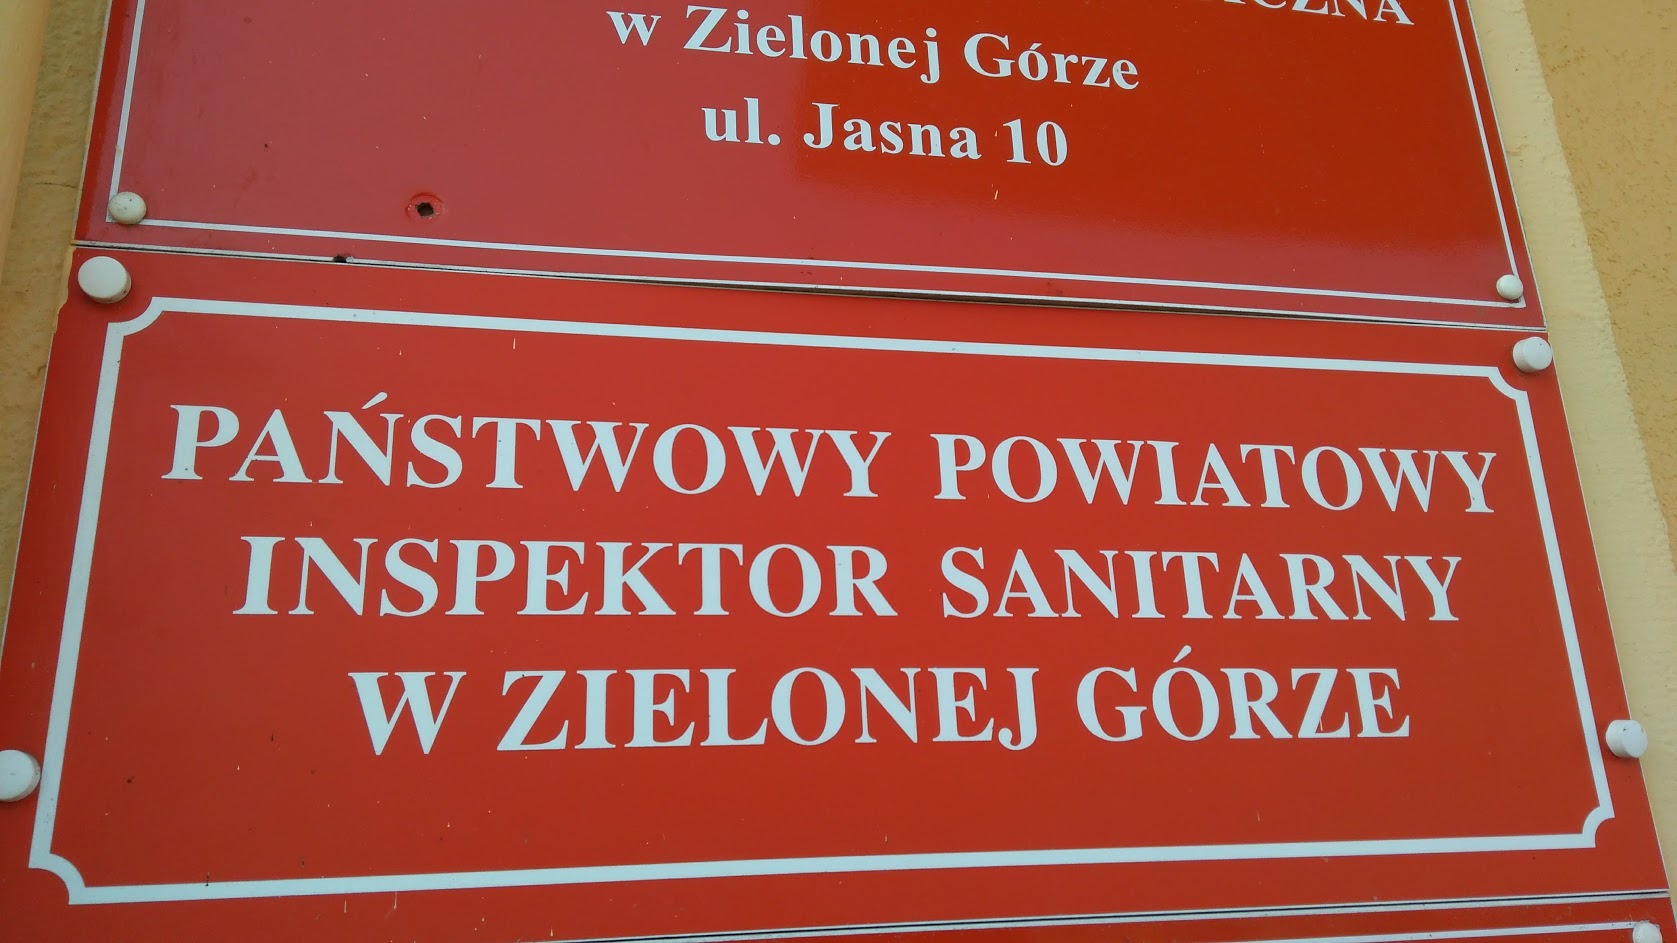 w Zielonej Górze
ul. Jasna 10
PAŃSTWOWY POWIATOWY
INSPEKTOR SANITARNY
W ZIELONEJ GÓRZE